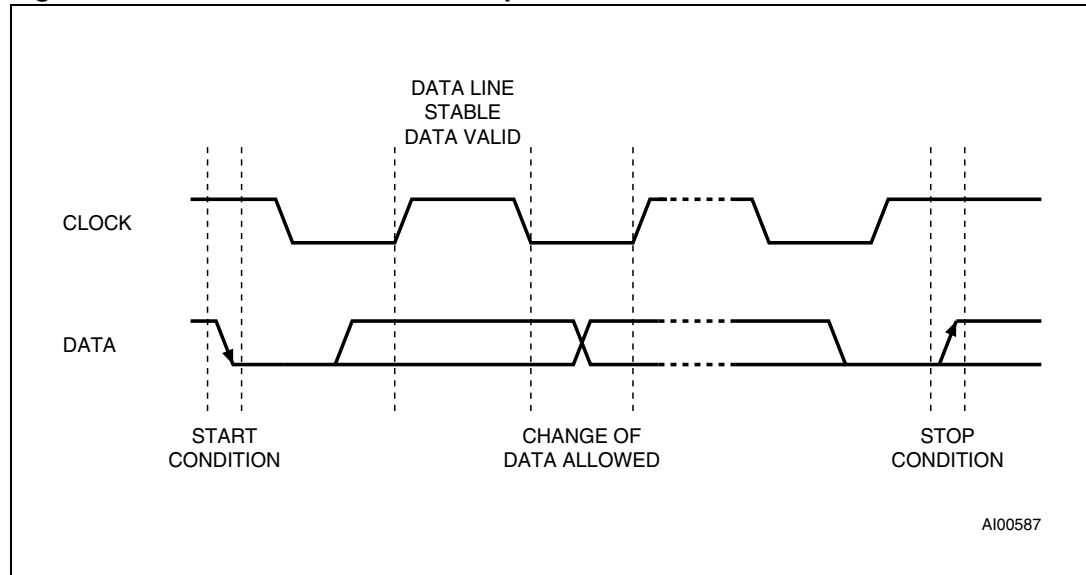 DATA LINE
STABLE
DATA VALID
CLOCK
DATA
START
CONDITION
CHANGE OF
DATA ALLOWED
STOP
CONDITION
AI00587